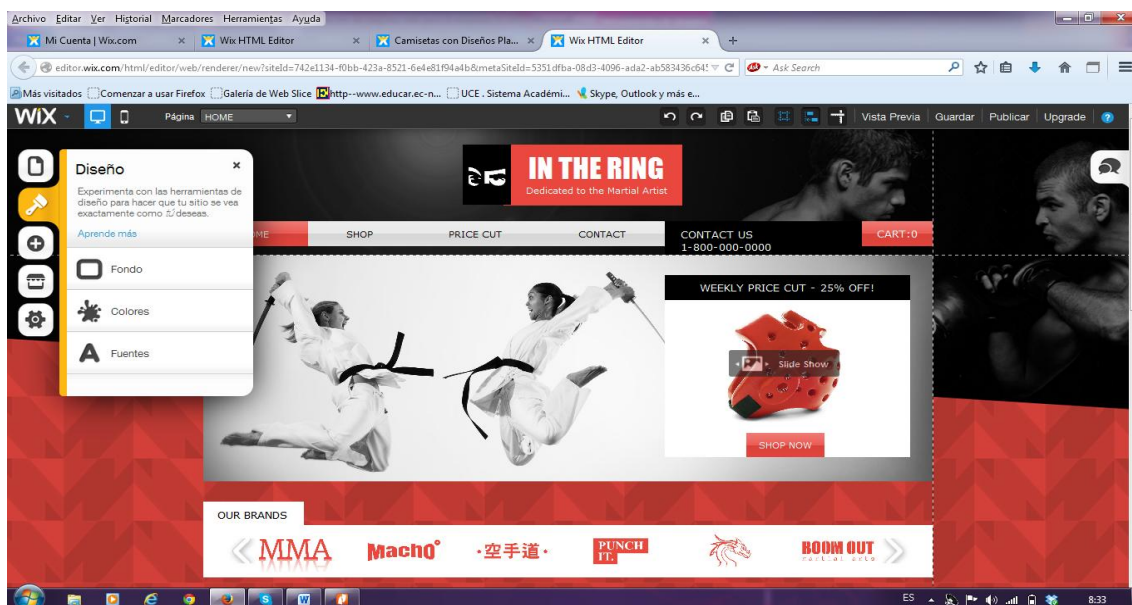 Archivo Editar Ver Historial Marcadores Herramientas Ayuda
Mi Cuenta | Wix.com × Wix HTML Editor × Camisetas con Diseños Pla... × Wix HTML Editor × +
editor.wix.com/html/editor/web/renderer/new?siteId=742e1134-f0bb-423a-8521-6e4e81f94a4b&metaSiteId=5351dfba-08d3-4096-ada2-ab583436c64! Ask Search
Más visitados Comenzar a usar Firefox Galería de Web Slice http--www.educar.ec-n... UCE . Sistema Académi... Skype, Outlook y más e...
WiX Página HOME Vista Previa Guardar Publicar Upgrade ?
Diseño ×
Experimenta con las herramientas de
diseño para hacer que tu sitio se vea
exactamente como deseas.
Aprende más
Fondo
Colores
Fuentes
IN THE RING
Dedicated to the Martial Artist
OME SHOP PRICE CUT CONTACT
CONTACT US
1-800-000-0000
CART:0
WEEKLY PRICE CUT - 25% OFF!
Slide Show
SHOP NOW
OUR BRANDS
MMA Macho ·空手道· PUNCH IT. BOOM OUT
martial arts
ES 8:33